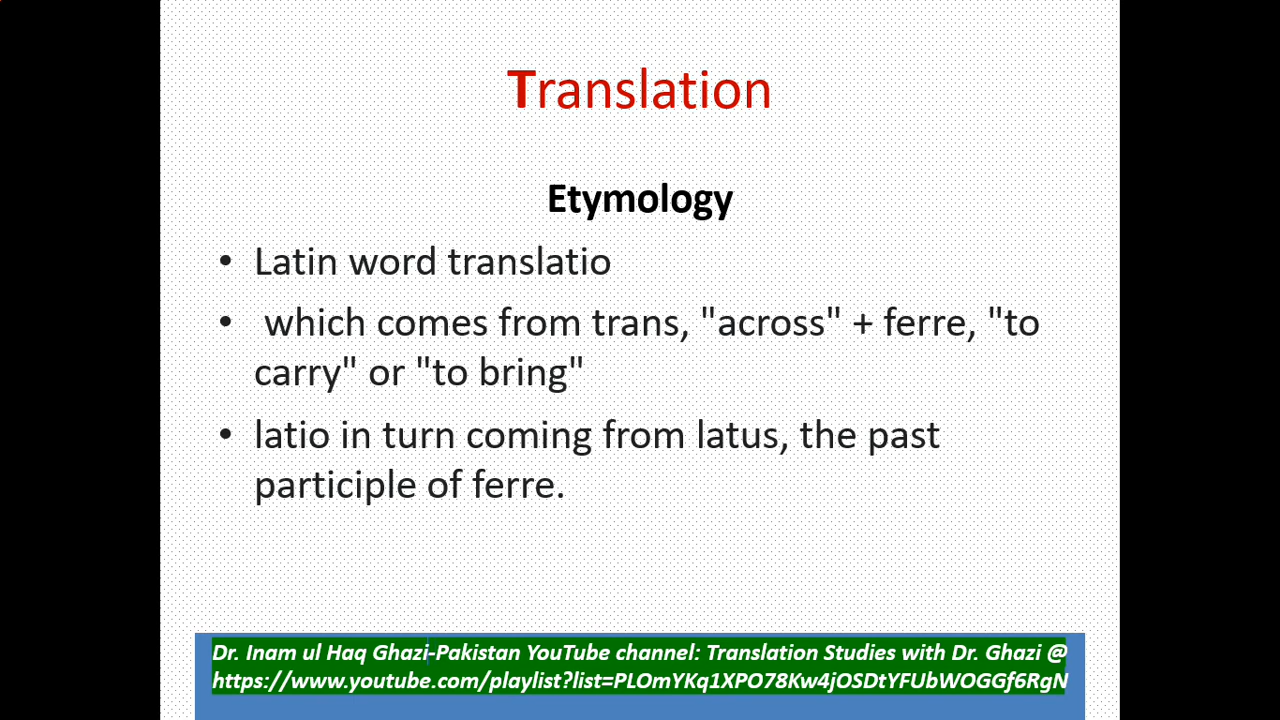 Translation
Etymology
• Latin word translatio
• which comes from trans, "across" + ferre, "to
carry" or "to bring"
• latio in turn coming from latus, the past
participle of ferre.
Dr. Inam ul Haq Ghazi-Pakistan YouTube channel: Translation Studies with Dr. Ghazi @
https://www.youtube.com/playlist?list=PLOmYKq1XPO78Kw4jOSDtYFUbWOGGf6RgN